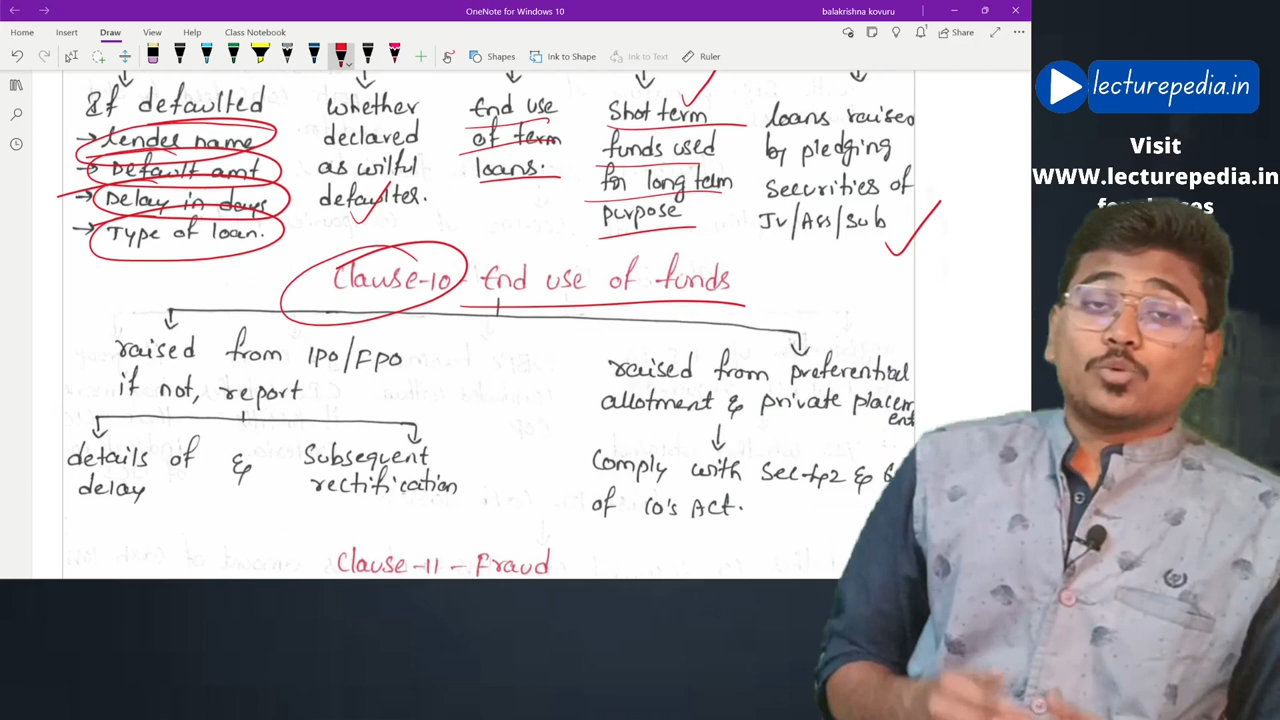 OneNote for Windows 10
balakrishna kovuru
Home Insert Draw View Help Class Notebook
Share
Shapes
Ink to Shape
Ink to Text
Ruler
If defaulted
→ lender name
→ Default amt
→ Delay in days
→ Type of loan.
whether
declared
as wilful
defaulter.
End use
of term
loans.
Shot term
funds used
for long term
purpose
loans raised
by pledging
securities of
Jv/Ass/Sub
Clause-10 - End use of funds
raised from IPO/FPO
if not, report
details of & Subsequent
delay rectification
raised from preferential
allotment & private placem
ent
Comply with Sec-42 &
of Co's Act.
Clause-11-Fraud
lecturepedia.in
Visit
www.lecturepedia.in